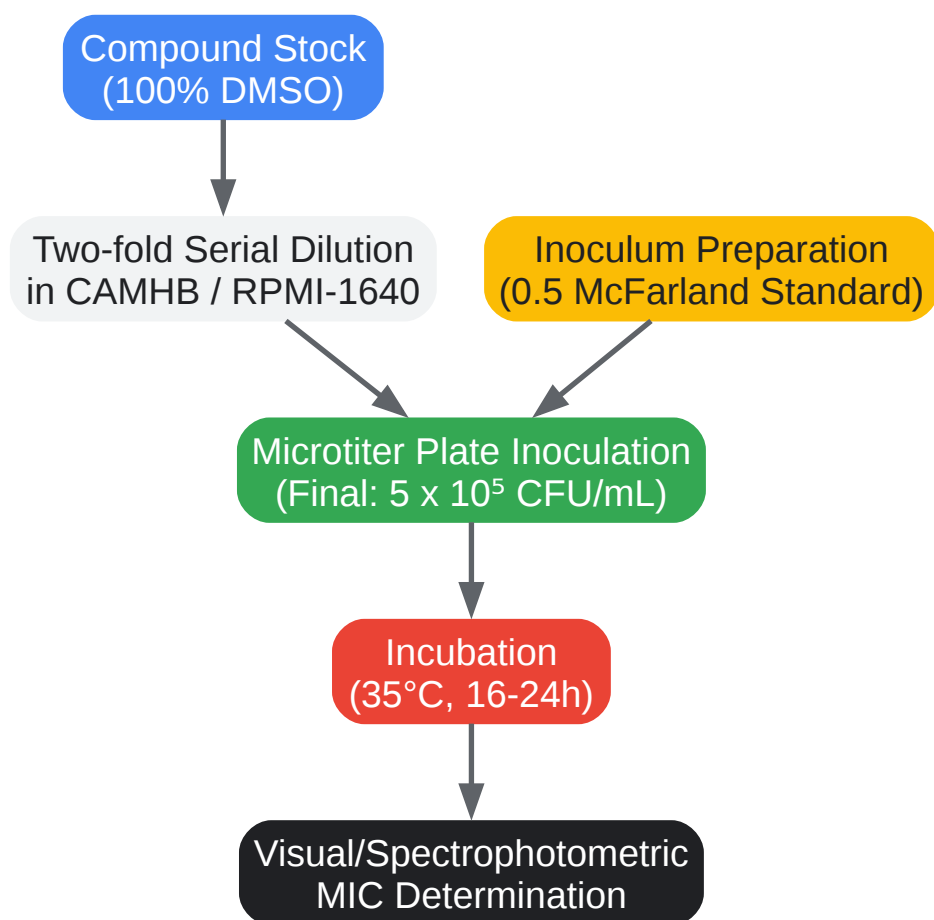 Compound Stock
(100% DMSO)
Two-fold Serial Dilution
in CAMHB / RPMI-1640
Inoculum Preparation
(0.5 McFarland Standard)
Microtiter Plate Inoculation
(Final: 5 x 10⁵ CFU/mL)
Incubation
(35°C, 16-24h)
Visual/Spectrophotometric
MIC Determination